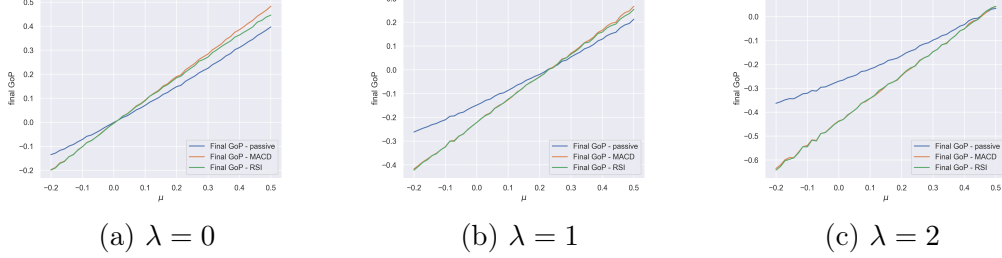 0.5
0.4
0.3
0.2
0.1
0.0
−0.1
−0.2
final GoP
−0.2 −0.1 0.0 0.1 0.2 0.3 0.4 0.5
μ
Final GoP - passive
Final GoP - MACD
Final GoP - RSI
(a) λ = 0
0.2
0.1
0.0
−0.1
−0.2
−0.3
−0.4
final GoP
−0.2 −0.1 0.0 0.1 0.2 0.3 0.4 0.5
μ
Final GoP - passive
Final GoP - MACD
Final GoP - RSI
(b) λ = 1
0.0
−0.1
−0.2
−0.3
−0.4
−0.5
−0.6
final GoP
−0.2 −0.1 0.0 0.1 0.2 0.3 0.4 0.5
μ
Final GoP - passive
Final GoP - MACD
Final GoP - RSI
(c) λ = 2